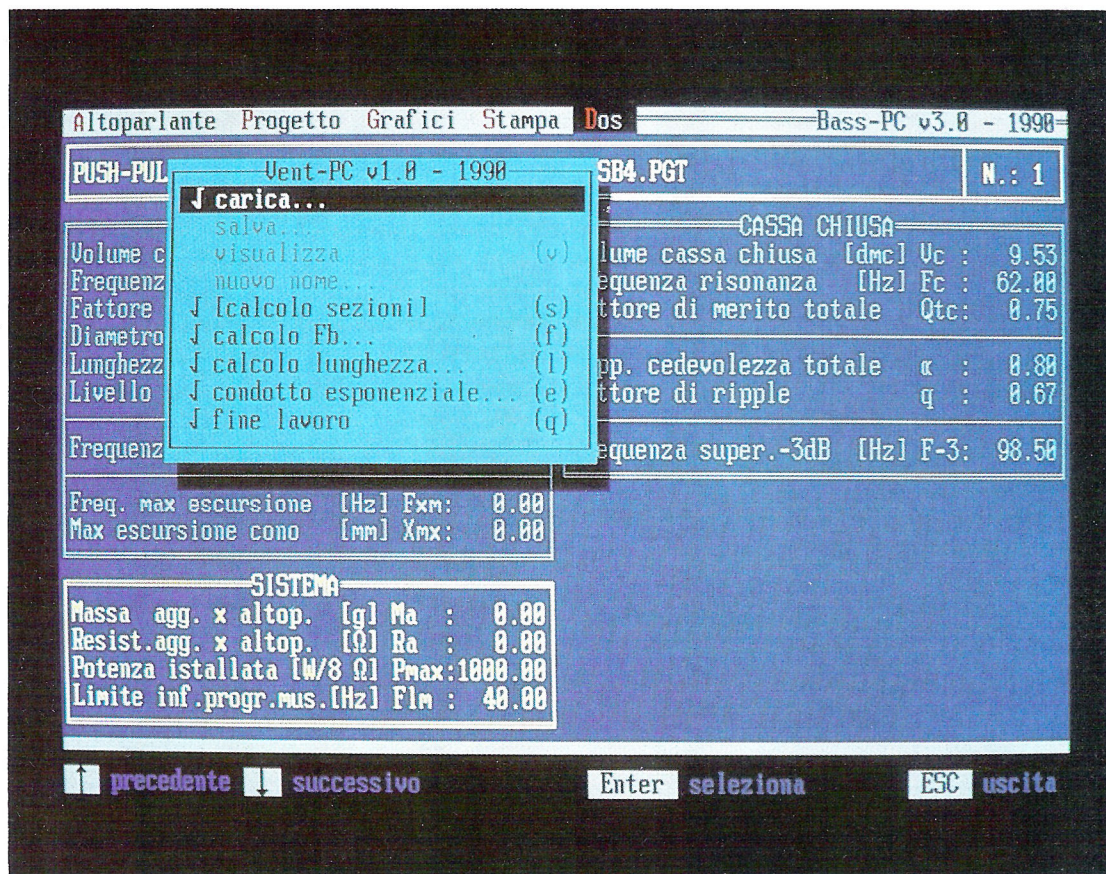 Altoparlante Progetto Grafici Stampa Dos Bass-PC v3.0 - 1990
PUSH-PUL SB4.PGT N.: 1
Vent-PC v1.0 - 1990
√ carica...
salva...
visualizza (v)
nuovo nome...
√ [calcolo sezioni] (s)
√ calcolo Fb... (f)
√ calcolo lunghezza... (l)
√ condotto esponenziale... (e)
√ fine lavoro (q)
Volume c
Frequenz
Fattore
Diametro
Lunghezz
Livello
Frequenz
Freq. max escursione [Hz] Fxm: 0.00
Max escursione cono [mm] Xmx: 0.00
CASSA CHIUSA
lume cassa chiusa [dmc] Vc : 9.53
equenza risonanza [Hz] Fc : 62.00
ttore di merito totale Qtc: 0.75
pp. cedevolezza totale α : 0.80
ttore di ripple q : 0.67
equenza super.-3dB [Hz] F-3: 98.50
SISTEMA
Massa agg. x altop. [g] Ma : 0.00
Resist.agg. x altop. [Ω] Ra : 0.00
Potenza istallata [W/8 Ω] Pmax:1000.00
Limite inf.progr.mus.[Hz] Flm : 40.00
↑ precedente ↓ successivo Enter seleziona ESC uscita